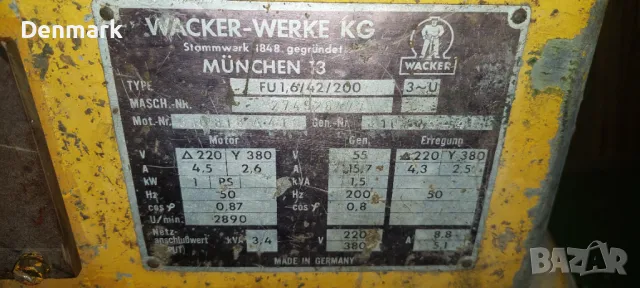 Denmark
WACKER-WERKE KG
Stammwerk 1848 gegründet
MÜNCHEN 13
WACKER
TYPE FU 1,6/42/200 3~U
MASCH.-NR.
Mot.-Nr. Gen.-Nr.
Motor Gen. Erregung
V △220 Y 380 V 55 △220 Y 380
A 4,5 2,6 A 15,7 4,3 2,5
kW 1 PS kVA 1,5
Hz 50 Hz 200 50
cos φ 0,87 cos φ 0,8
U/min. 2890
Netz- 220 8,8
anschlußwert kVA 3,4 V A
(PUT) 380 5,1
MADE IN GERMANY
BAZAR